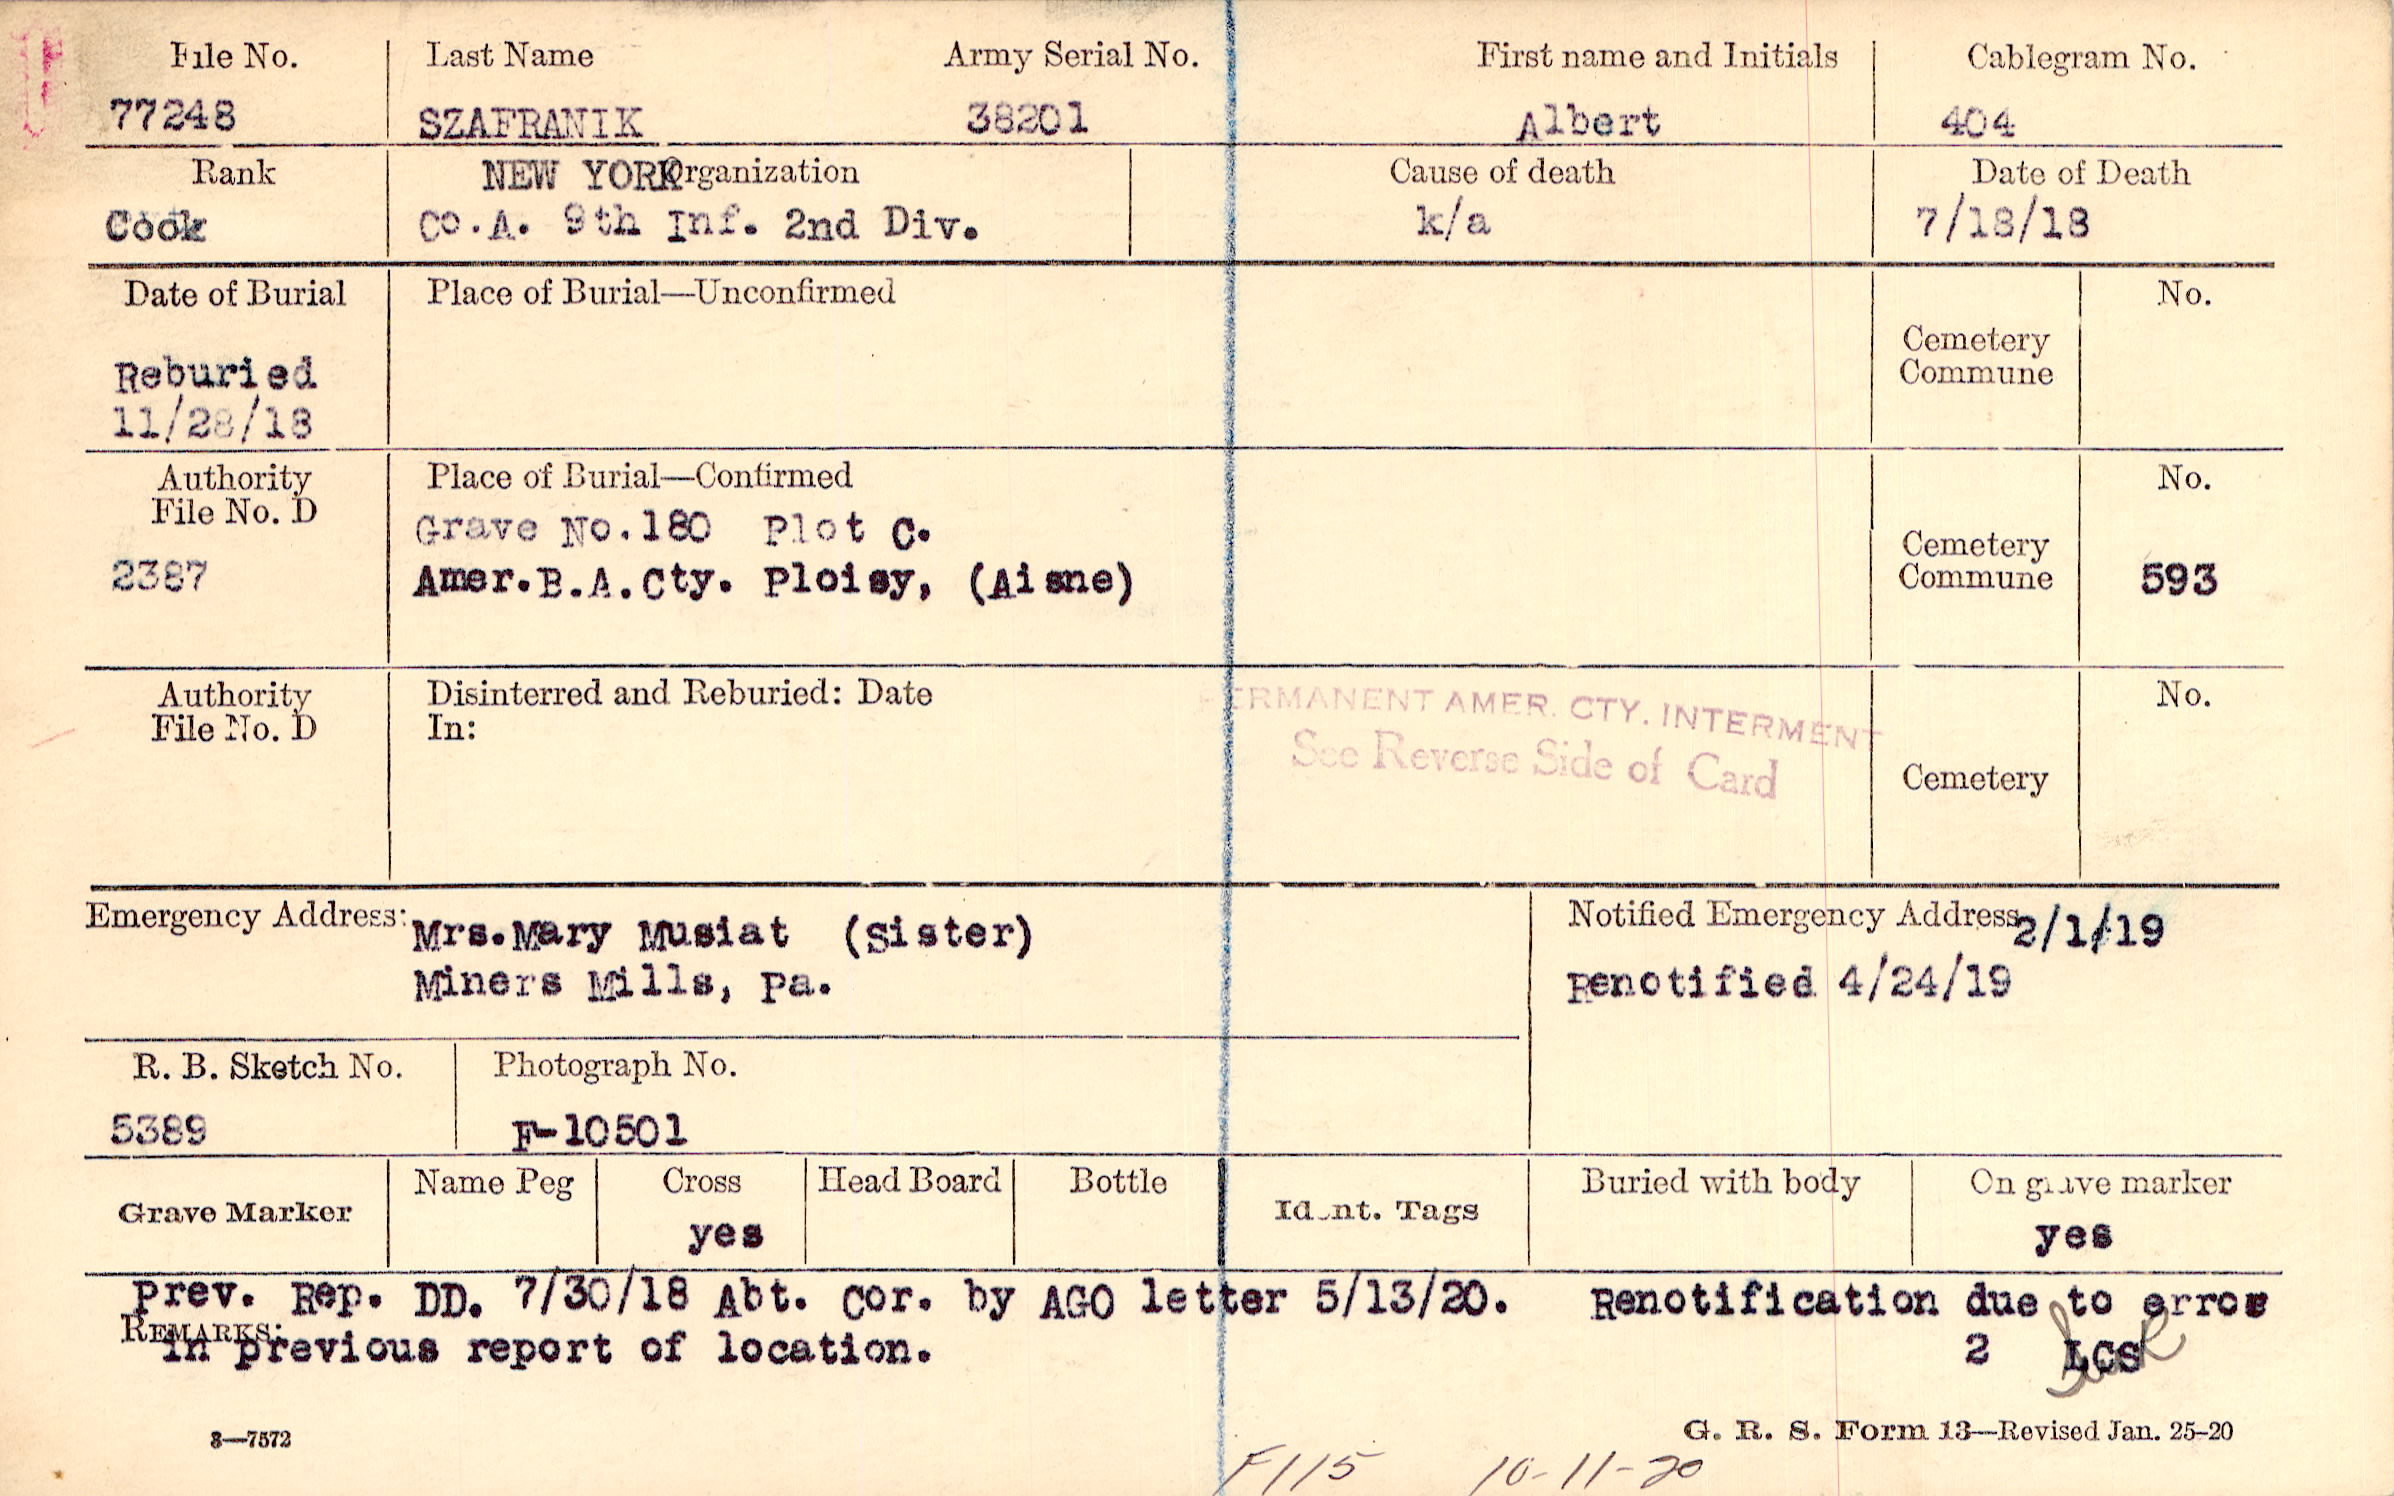 File No. Last Name Army Serial No. First name and Initials Cablegram No.
77248 SZAFRANIK 38201 Albert 404
Rank NEW YORK Organization Cause of death Date of Death
Cook Co.A. 9th Inf. 2nd Div. k/a 7/18/18
Date of Burial Place of Burial—Unconfirmed No.
Cemetery
Commune
Reburied
11/28/18
Authority Place of Burial—Confirmed No.
File No. D
Grave No.180 Plot C.
Cemetery
2387 Amer.B.A.Cty. Ploisy, (Aisne) Commune 593
Authority Disinterred and Reburied: Date No.
File No. D In:
PERMANENT AMER. CTY. INTERMENT
See Reverse Side of Card
Cemetery
Emergency Address: Mrs.Mary Musiat (Sister) Notified Emergency Address 2/1/19
Miners Mills, Pa. Renotified 4/24/19
R. B. Sketch No. Photograph No.
5389 F-10501
Grave Marker Name Peg Cross Head Board Bottle Ident. Tags Buried with body On grave marker
yes yes
Prev. Rep. DD. 7/30/18 Abt. Cor. by AGO letter 5/13/20. Renotification due to error
REMARKS:
in previous report of location. 2 LCS
3—7572 G. R. S. Form 13—Revised Jan. 25-20
F115 10-11-20